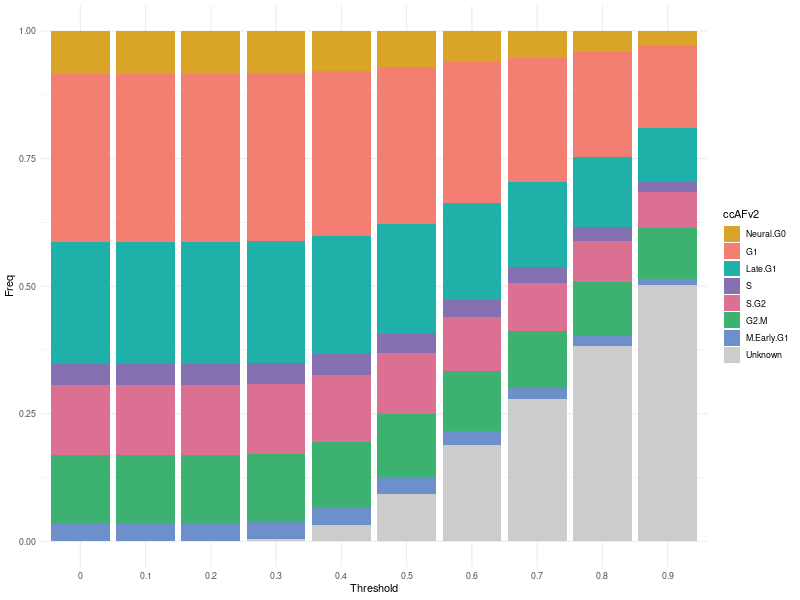 1.00
0.75
0.50
0.25
0.00
Freq
0 0.1 0.2 0.3 0.4 0.5 0.6 0.7 0.8 0.9
Threshold
ccAFv2
Neural.G0
G1
Late.G1
S
S.G2
G2.M
M.Early.G1
Unknown